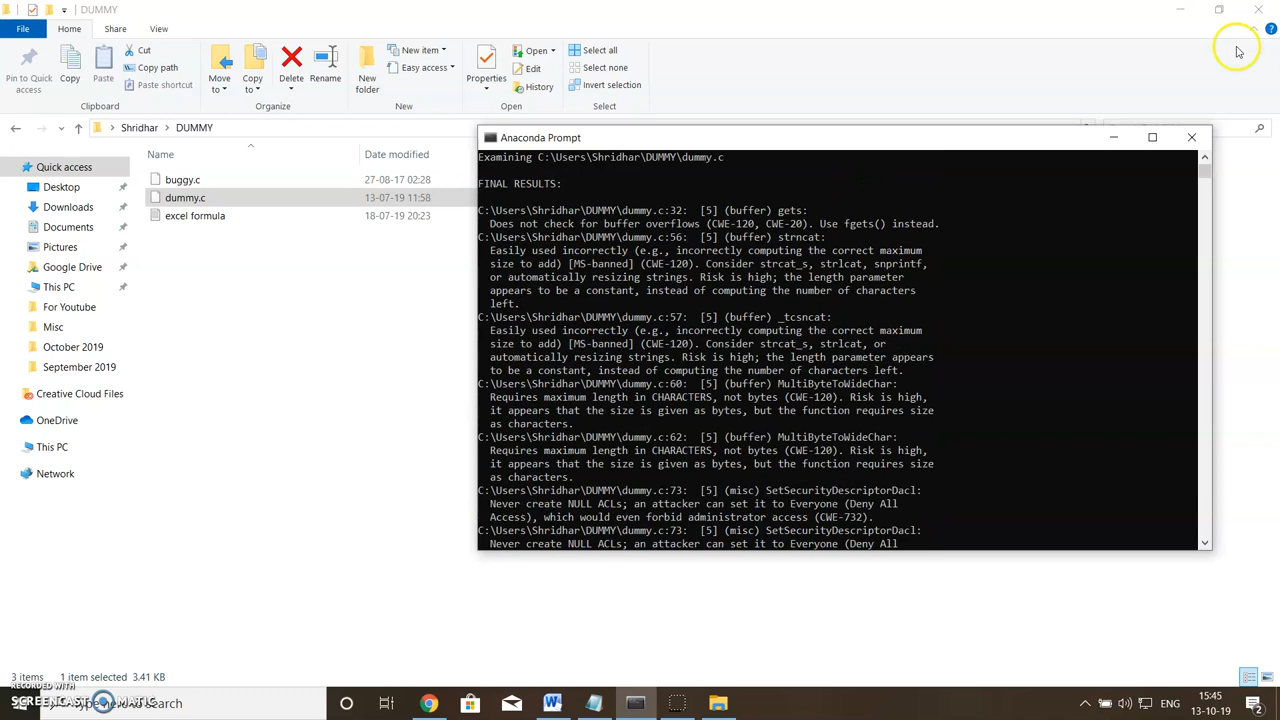 DUMMY
File
Home
Share
View
Pin to Quick access
Copy
Paste
Cut
Copy path
Paste shortcut
Clipboard
Move to
Copy to
Delete
Rename
Organize
New folder
New item
Easy access
New
Properties
Open
Edit
History
Open
Select all
Select none
Invert selection
Select
Shridhar
DUMMY
Name
Date modified
buggy.c 27-08-17 02:28
dummy.c 13-07-19 11:58
excel formula 18-07-19 20:23
Quick access
Desktop
Downloads
Documents
Pictures
Google Drive
This PC
For Youtube
Misc
October 2019
September 2019
Creative Cloud Files
OneDrive
This PC
Network
Anaconda Prompt
Examining C:\Users\Shridhar\DUMMY\dummy.c
FINAL RESULTS:
C:\Users\Shridhar\DUMMY\dummy.c:32: [5] (buffer) gets:
Does not check for buffer overflows (CWE-120, CWE-20). Use fgets() instead.
C:\Users\Shridhar\DUMMY\dummy.c:56: [5] (buffer) strncat:
Easily used incorrectly (e.g., incorrectly computing the correct maximum
size to add) [MS-banned] (CWE-120). Consider strcat_s, strlcat, snprintf,
or automatically resizing strings. Risk is high; the length parameter
appears to be a constant, instead of computing the number of characters
left.
C:\Users\Shridhar\DUMMY\dummy.c:57: [5] (buffer) _tcsncat:
Easily used incorrectly (e.g., incorrectly computing the correct maximum
size to add) [MS-banned] (CWE-120). Consider strcat_s, strlcat, or
automatically resizing strings. Risk is high; the length parameter appears
to be a constant, instead of computing the number of characters left.
C:\Users\Shridhar\DUMMY\dummy.c:60: [5] (buffer) MultiByteToWideChar:
Requires maximum length in CHARACTERS, not bytes (CWE-120). Risk is high,
it appears that the size is given as bytes, but the function requires size
as characters.
C:\Users\Shridhar\DUMMY\dummy.c:62: [5] (buffer) MultiByteToWideChar:
Requires maximum length in CHARACTERS, not bytes (CWE-120). Risk is high,
it appears that the size is given as bytes, but the function requires size
as characters.
C:\Users\Shridhar\DUMMY\dummy.c:73: [5] (misc) SetSecurityDescriptorDacl:
Never create NULL ACLs; an attacker can set it to Everyone (Deny All
Access), which would even forbid administrator access (CWE-732).
C:\Users\Shridhar\DUMMY\dummy.c:73: [5] (misc) SetSecurityDescriptorDacl:
Never create NULL ACLs; an attacker can set it to Everyone (Deny All
3 items 1 item selected 3.41 KB
RECORDED WITH
SCREENCAST MATIC
search
15:45
13-10-19
2